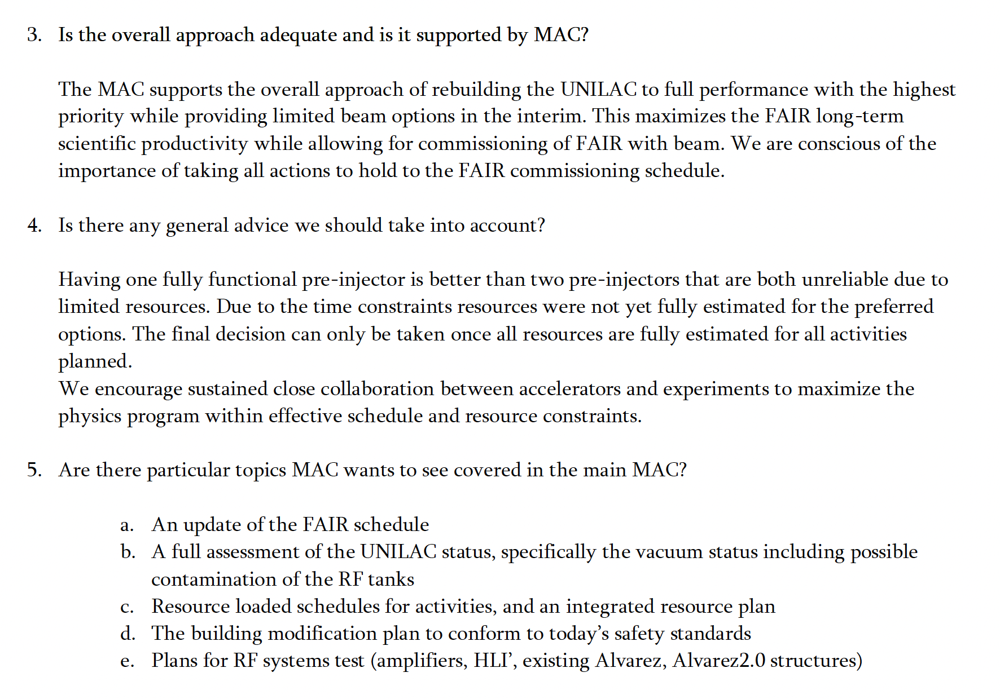 3. Is the overall approach adequate and is it supported by MAC?
The MAC supports the overall approach of rebuilding the UNILAC to full performance with the highest
priority while providing limited beam options in the interim. This maximizes the FAIR long-term
scientific productivity while allowing for commissioning of FAIR with beam. We are conscious of the
importance of taking all actions to hold to the FAIR commissioning schedule.
4. Is there any general advice we should take into account?
Having one fully functional pre-injector is better than two pre-injectors that are both unreliable due to
limited resources. Due to the time constraints resources were not yet fully estimated for the preferred
options. The final decision can only be taken once all resources are fully estimated for all activities
planned.
We encourage sustained close collaboration between accelerators and experiments to maximize the
physics program within effective schedule and resource constraints.
5. Are there particular topics MAC wants to see covered in the main MAC?
a. An update of the FAIR schedule
b. A full assessment of the UNILAC status, specifically the vacuum status including possible
contamination of the RF tanks
c. Resource loaded schedules for activities, and an integrated resource plan
d. The building modification plan to conform to today’s safety standards
e. Plans for RF systems test (amplifiers, HLI’, existing Alvarez, Alvarez2.0 structures)